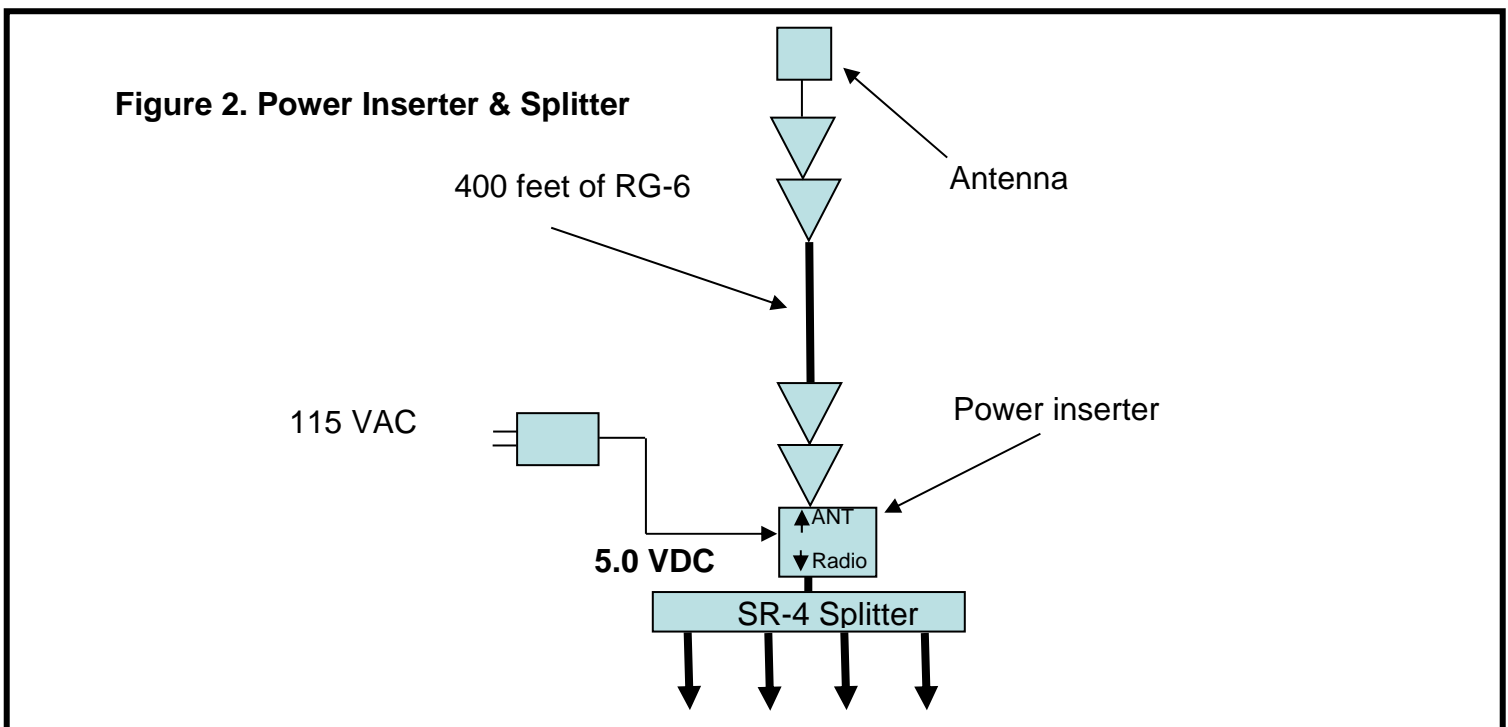 Figure 2. Power Inserter & Splitter
Antenna
400 feet of RG-6
115 VAC
Power inserter
ANT
5.0 VDC
Radio
SR-4 Splitter